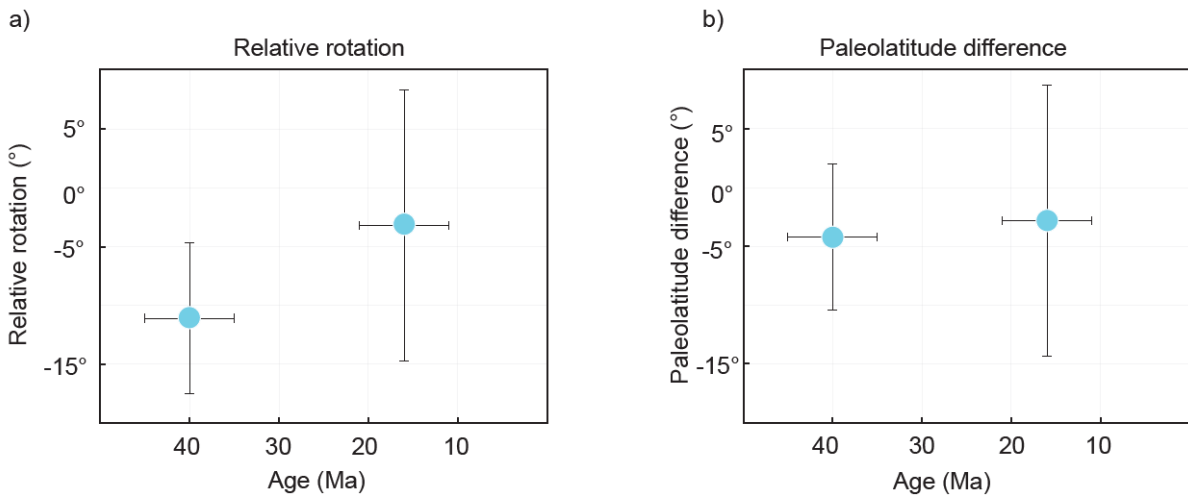 a)
Relative rotation
Relative rotation (°)
5°
0°
-5°
-15°
40 30 20 10
Age (Ma)
b)
Paleolatitude difference
Paleolatitude difference (°)
5°
0°
-5°
-15°
40 30 20 10
Age (Ma)